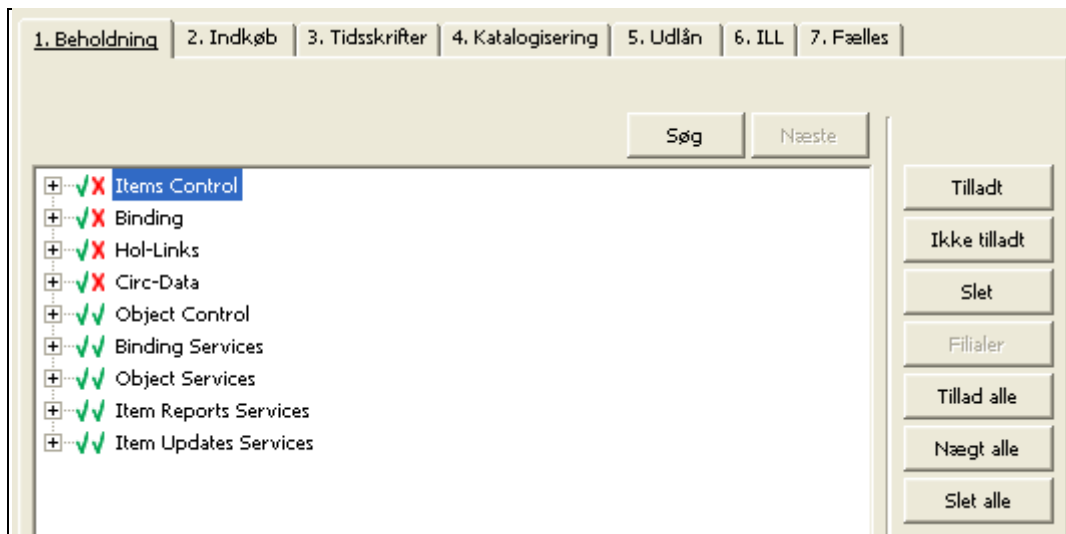 1. Beholdning 2. Indkøb 3. Tidsskrifter 4. Katalogisering 5. Udlån 6. ILL 7. Fælles
Søg Næste
Items Control
Binding
Hol-Links
Circ-Data
Object Control
Binding Services
Object Services
Item Reports Services
Item Updates Services
Tilladt
Ikke tilladt
Slet
Filialer
Tillad alle
Nægt alle
Slet alle